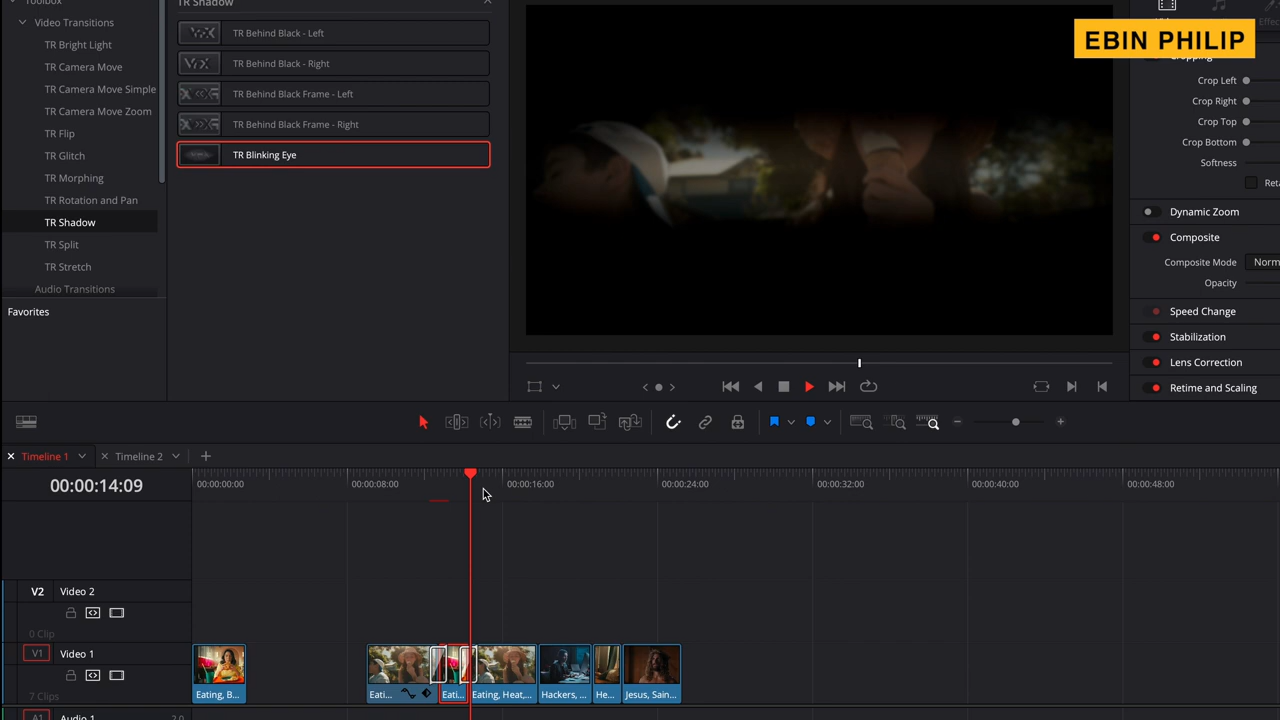 Toolbox
Video Transitions
TR Bright Light
TR Camera Move
TR Camera Move Simple
TR Camera Move Zoom
TR Flip
TR Glitch
TR Morphing
TR Rotation and Pan
TR Shadow
TR Split
TR Stretch
Audio Transitions
Favorites
TR Shadow
TR Behind Black - Left
TR Behind Black - Right
TR Behind Black Frame - Left
TR Behind Black Frame - Right
TR Blinking Eye
EBIN PHILIP
Cropping
Crop Left
Crop Right
Crop Top
Crop Bottom
Softness
Reta
Dynamic Zoom
Composite
Composite Mode Norm
Opacity
Speed Change
Stabilization
Lens Correction
Retime and Scaling
Timeline 1
Timeline 2
00:00:14:09
00:00:00:00
00:00:08:00
00:00:16:00
00:00:24:00
00:00:32:00
00:00:40:00
00:00:48:00
V2 Video 2
0 Clip
V1 Video 1
7 Clips
Eating, B...
Eati...
Eati...
Eating, Heat,...
Hackers, ...
He...
Jesus, Sain...
A1 Audio 1 2.0